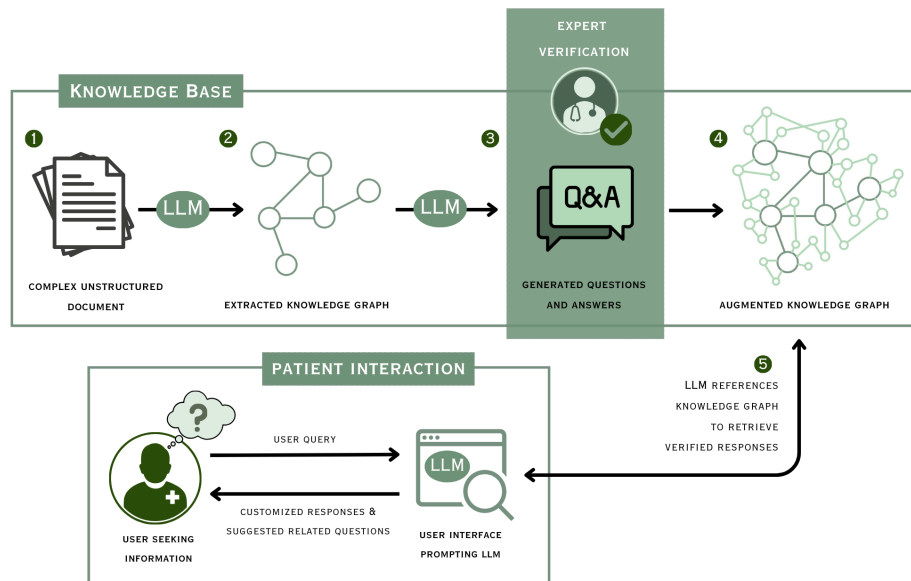 EXPERT
VERIFICATION
KNOWLEDGE BASE
1
2
3
4
LLM
LLM
Q&A
COMPLEX UNSTRUCTURED
DOCUMENT
EXTRACTED KNOWLEDGE GRAPH
GENERATED QUESTIONS
AND ANSWERS
AUGMENTED KNOWLEDGE GRAPH
PATIENT INTERACTION
5
LLM REFERENCES
KNOWLEDGE GRAPH
TO RETRIEVE
VERIFIED RESPONSES
?
USER QUERY
LLM
CUSTOMIZED RESPONSES &
SUGGESTED RELATED QUESTIONS
USER SEEKING
INFORMATION
USER INTERFACE
PROMPTING LLM